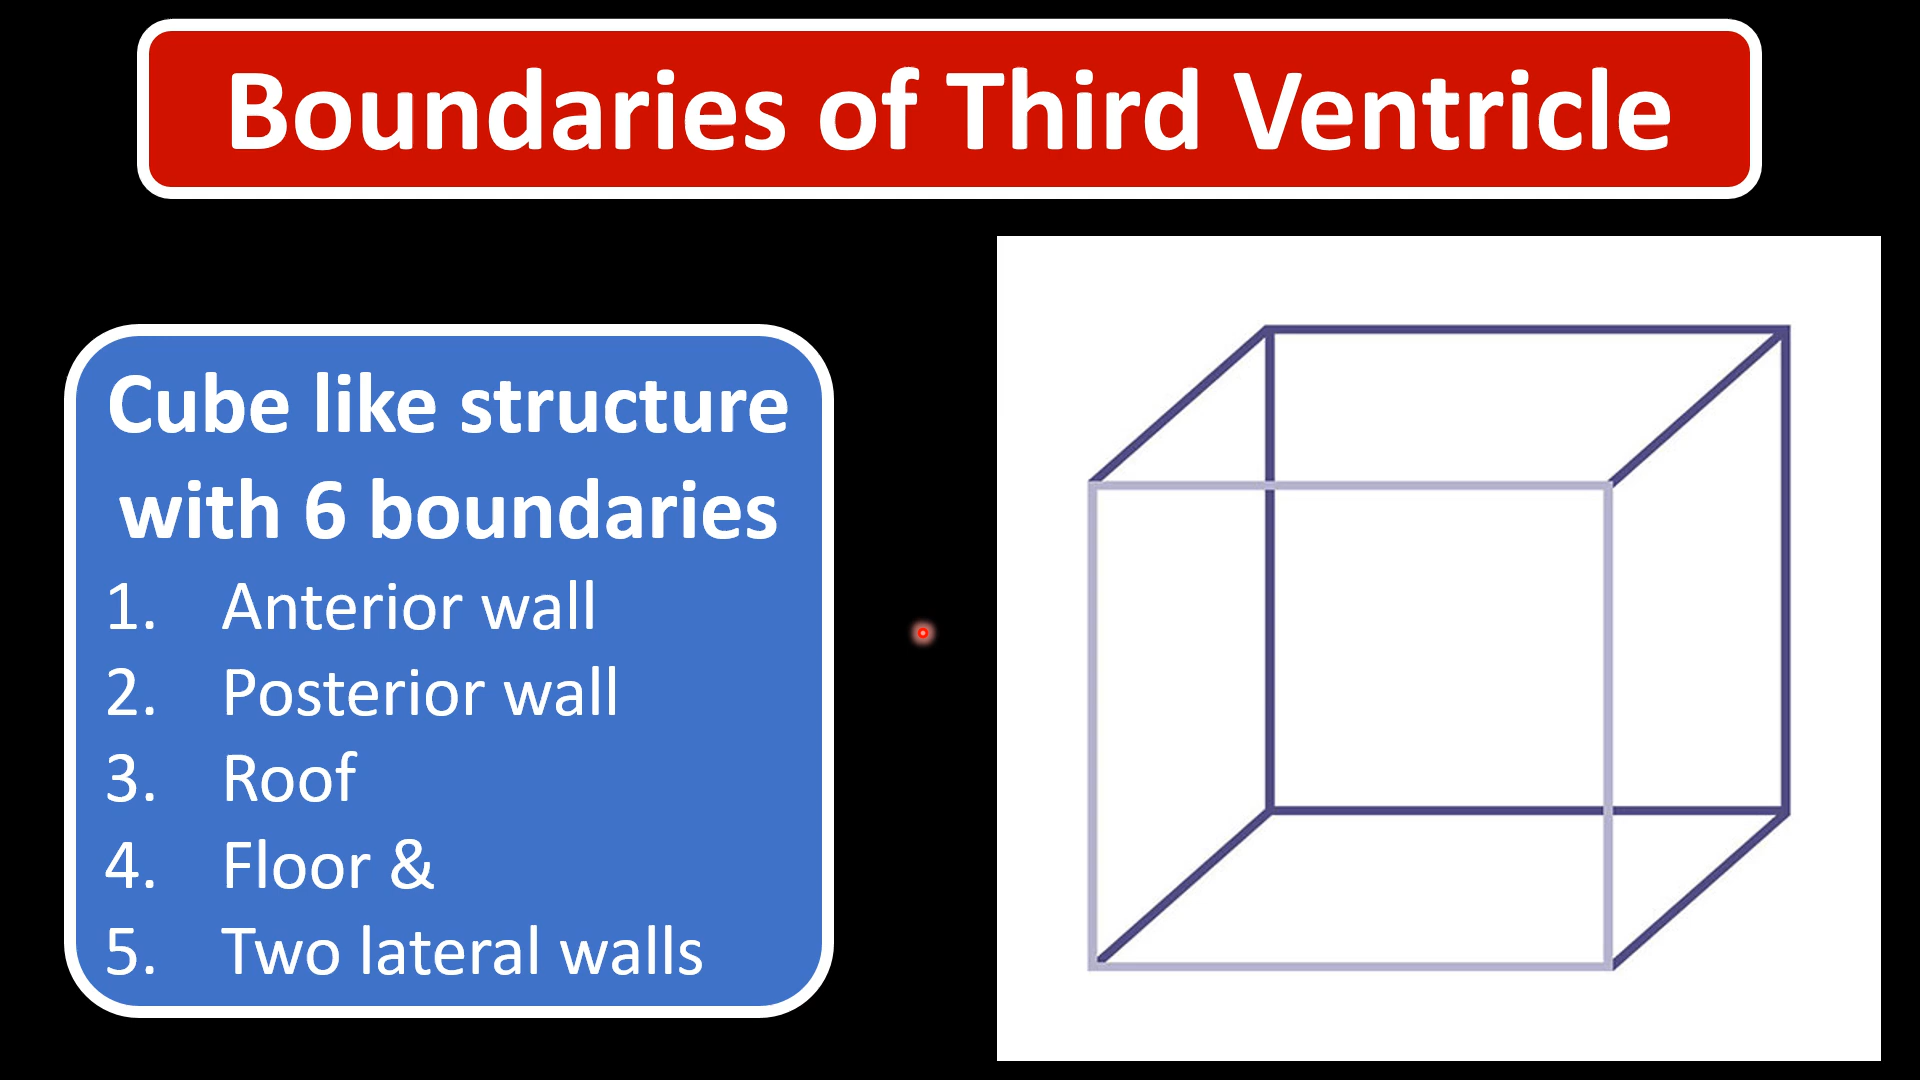 Boundaries of Third Ventricle
Cube like structure
with 6 boundaries
1. Anterior wall
2. Posterior wall
3. Roof
4. Floor &
5. Two lateral walls